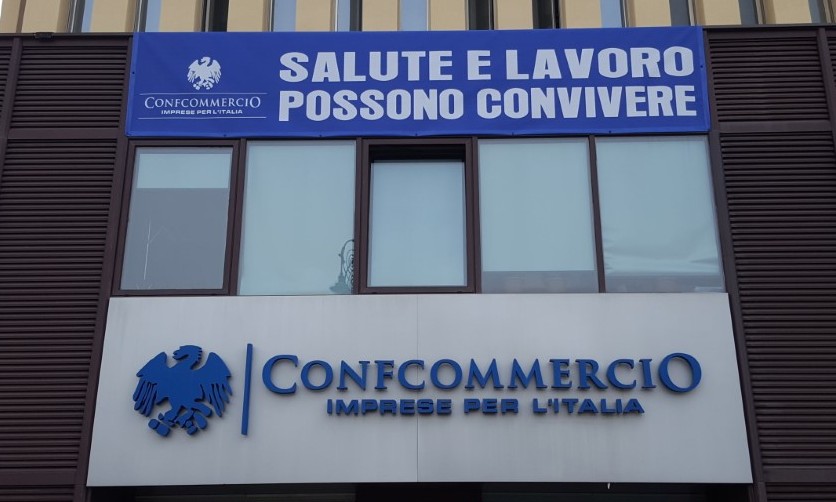 CONFCOMMERCIO
IMPRESE PER L'ITALIA
SALUTE E LAVORO
POSSONO CONVIVERE
CONFCOMMERCIO
IMPRESE PER L'ITALIA